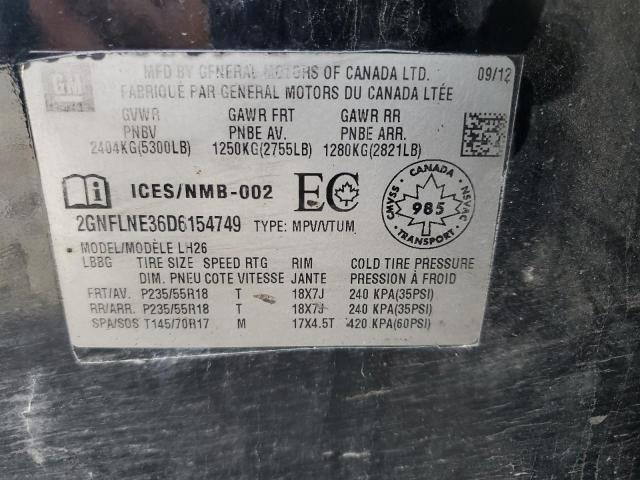 GM
MFD BY GENERAL MOTORS OF CANADA LTD. 09/12
FABRIQUÉ PAR GENERAL MOTORS DU CANADA LTÉE
GVWR GAWR FRT GAWR RR
PNBV PNBE AV. PNBE ARR.
2404KG(5300LB) 1250KG(2755LB) 1280KG(2821LB)
ICES/NMB-002 EC
CANADA
CMVSS 985 NSVAC
TRANSPORT
2GNFLNE36D6154749 TYPE: MPV/VTUM
MODEL/MODÈLE LH26
LBBG TIRE SIZE SPEED RTG RIM COLD TIRE PRESSURE
DIM. PNEU COTE VITESSE JANTE PRESSION À FROID
FRT/AV. P235/55R18 T 18X7J 240 KPA(35PSI)
RR/ARR. P235/55R18 T 18X7J 240 KPA(35PSI)
SPA/SOS T145/70R17 M 17X4.5T 420 KPA(60PSI)